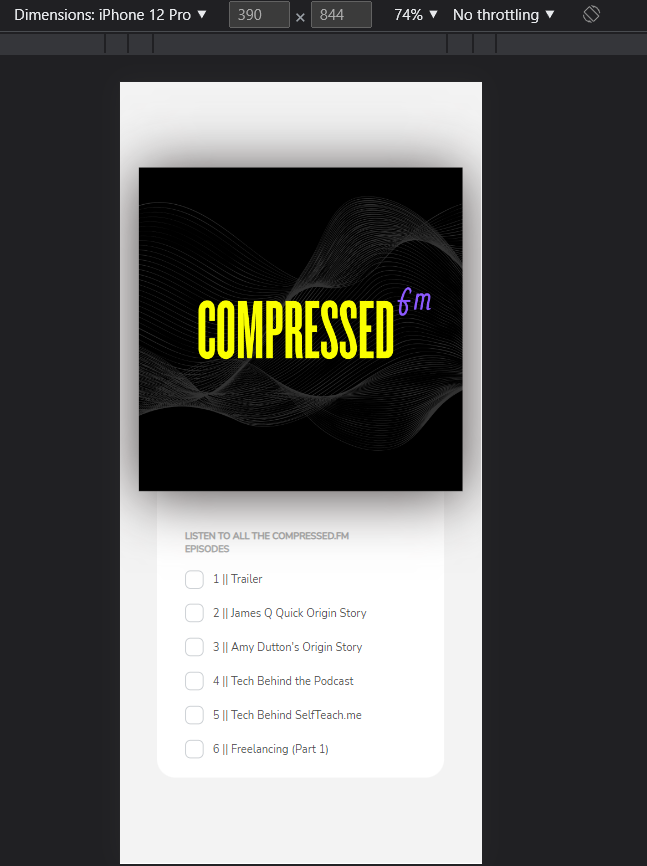 Dimensions: iPhone 12 Pro ▼ 390 × 844 74% ▼ No throttling ▼
COMPRESSED fm
LISTEN TO ALL THE COMPRESSED.FM
EPISODES
1 || Trailer
2 || James Q Quick Origin Story
3 || Amy Dutton's Origin Story
4 || Tech Behind the Podcast
5 || Tech Behind SelfTeach.me
6 || Freelancing (Part 1)